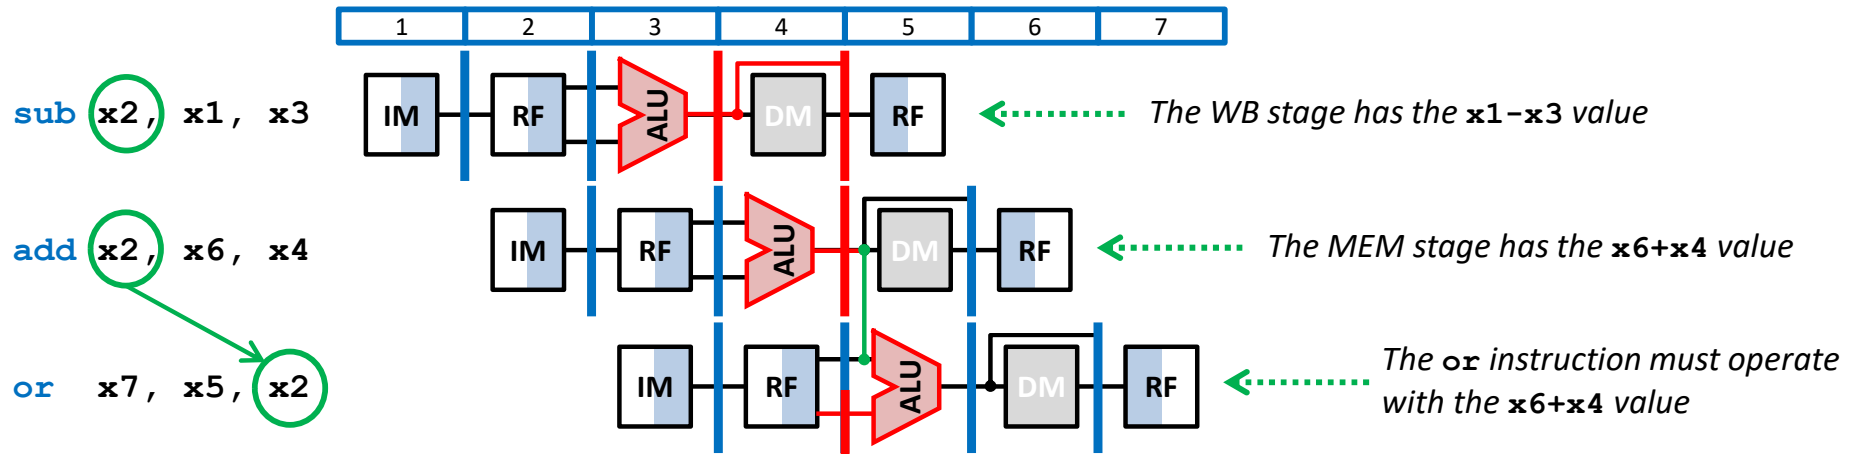 1 2 3 4 5 6 7
sub x2, x1, x3 IM RF ALU DM RF The WB stage has the x1-x3 value
add x2, x6, x4 IM RF ALU DM RF The MEM stage has the x6+x4 value
or x7, x5, x2 IM RF ALU DM RF The or instruction must operate
with the x6+x4 value